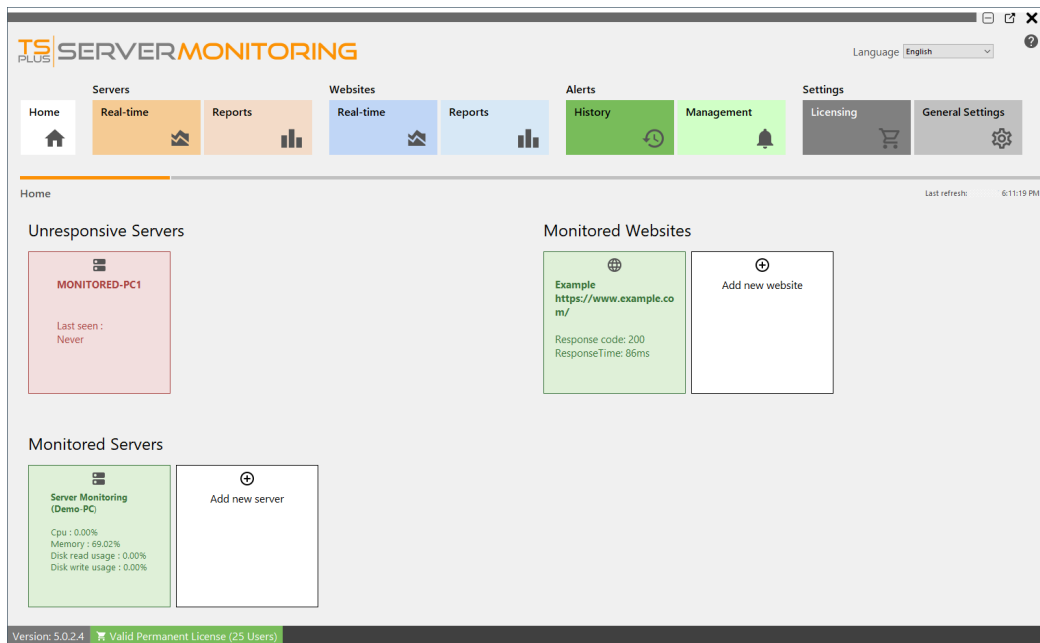 TS PLUS SERVERMONITORING
Language English
Servers
Websites
Alerts
Settings
Home
Real-time
Reports
Real-time
Reports
History
Management
Licensing
General Settings
Home
Last refresh: 6:11:19 PM
Unresponsive Servers
MONITORED-PC1
Last seen :
Never
Monitored Websites
Example
https://www.example.co
m/
Response code: 200
ResponseTime: 86ms
Add new website
Monitored Servers
Server Monitoring
(Demo-PC)
Cpu : 0.00%
Memory : 69.02%
Disk read usage : 0.00%
Disk write usage : 0.00%
Add new server
Version: 5.0.2.4 Valid Permanent License (25 Users)